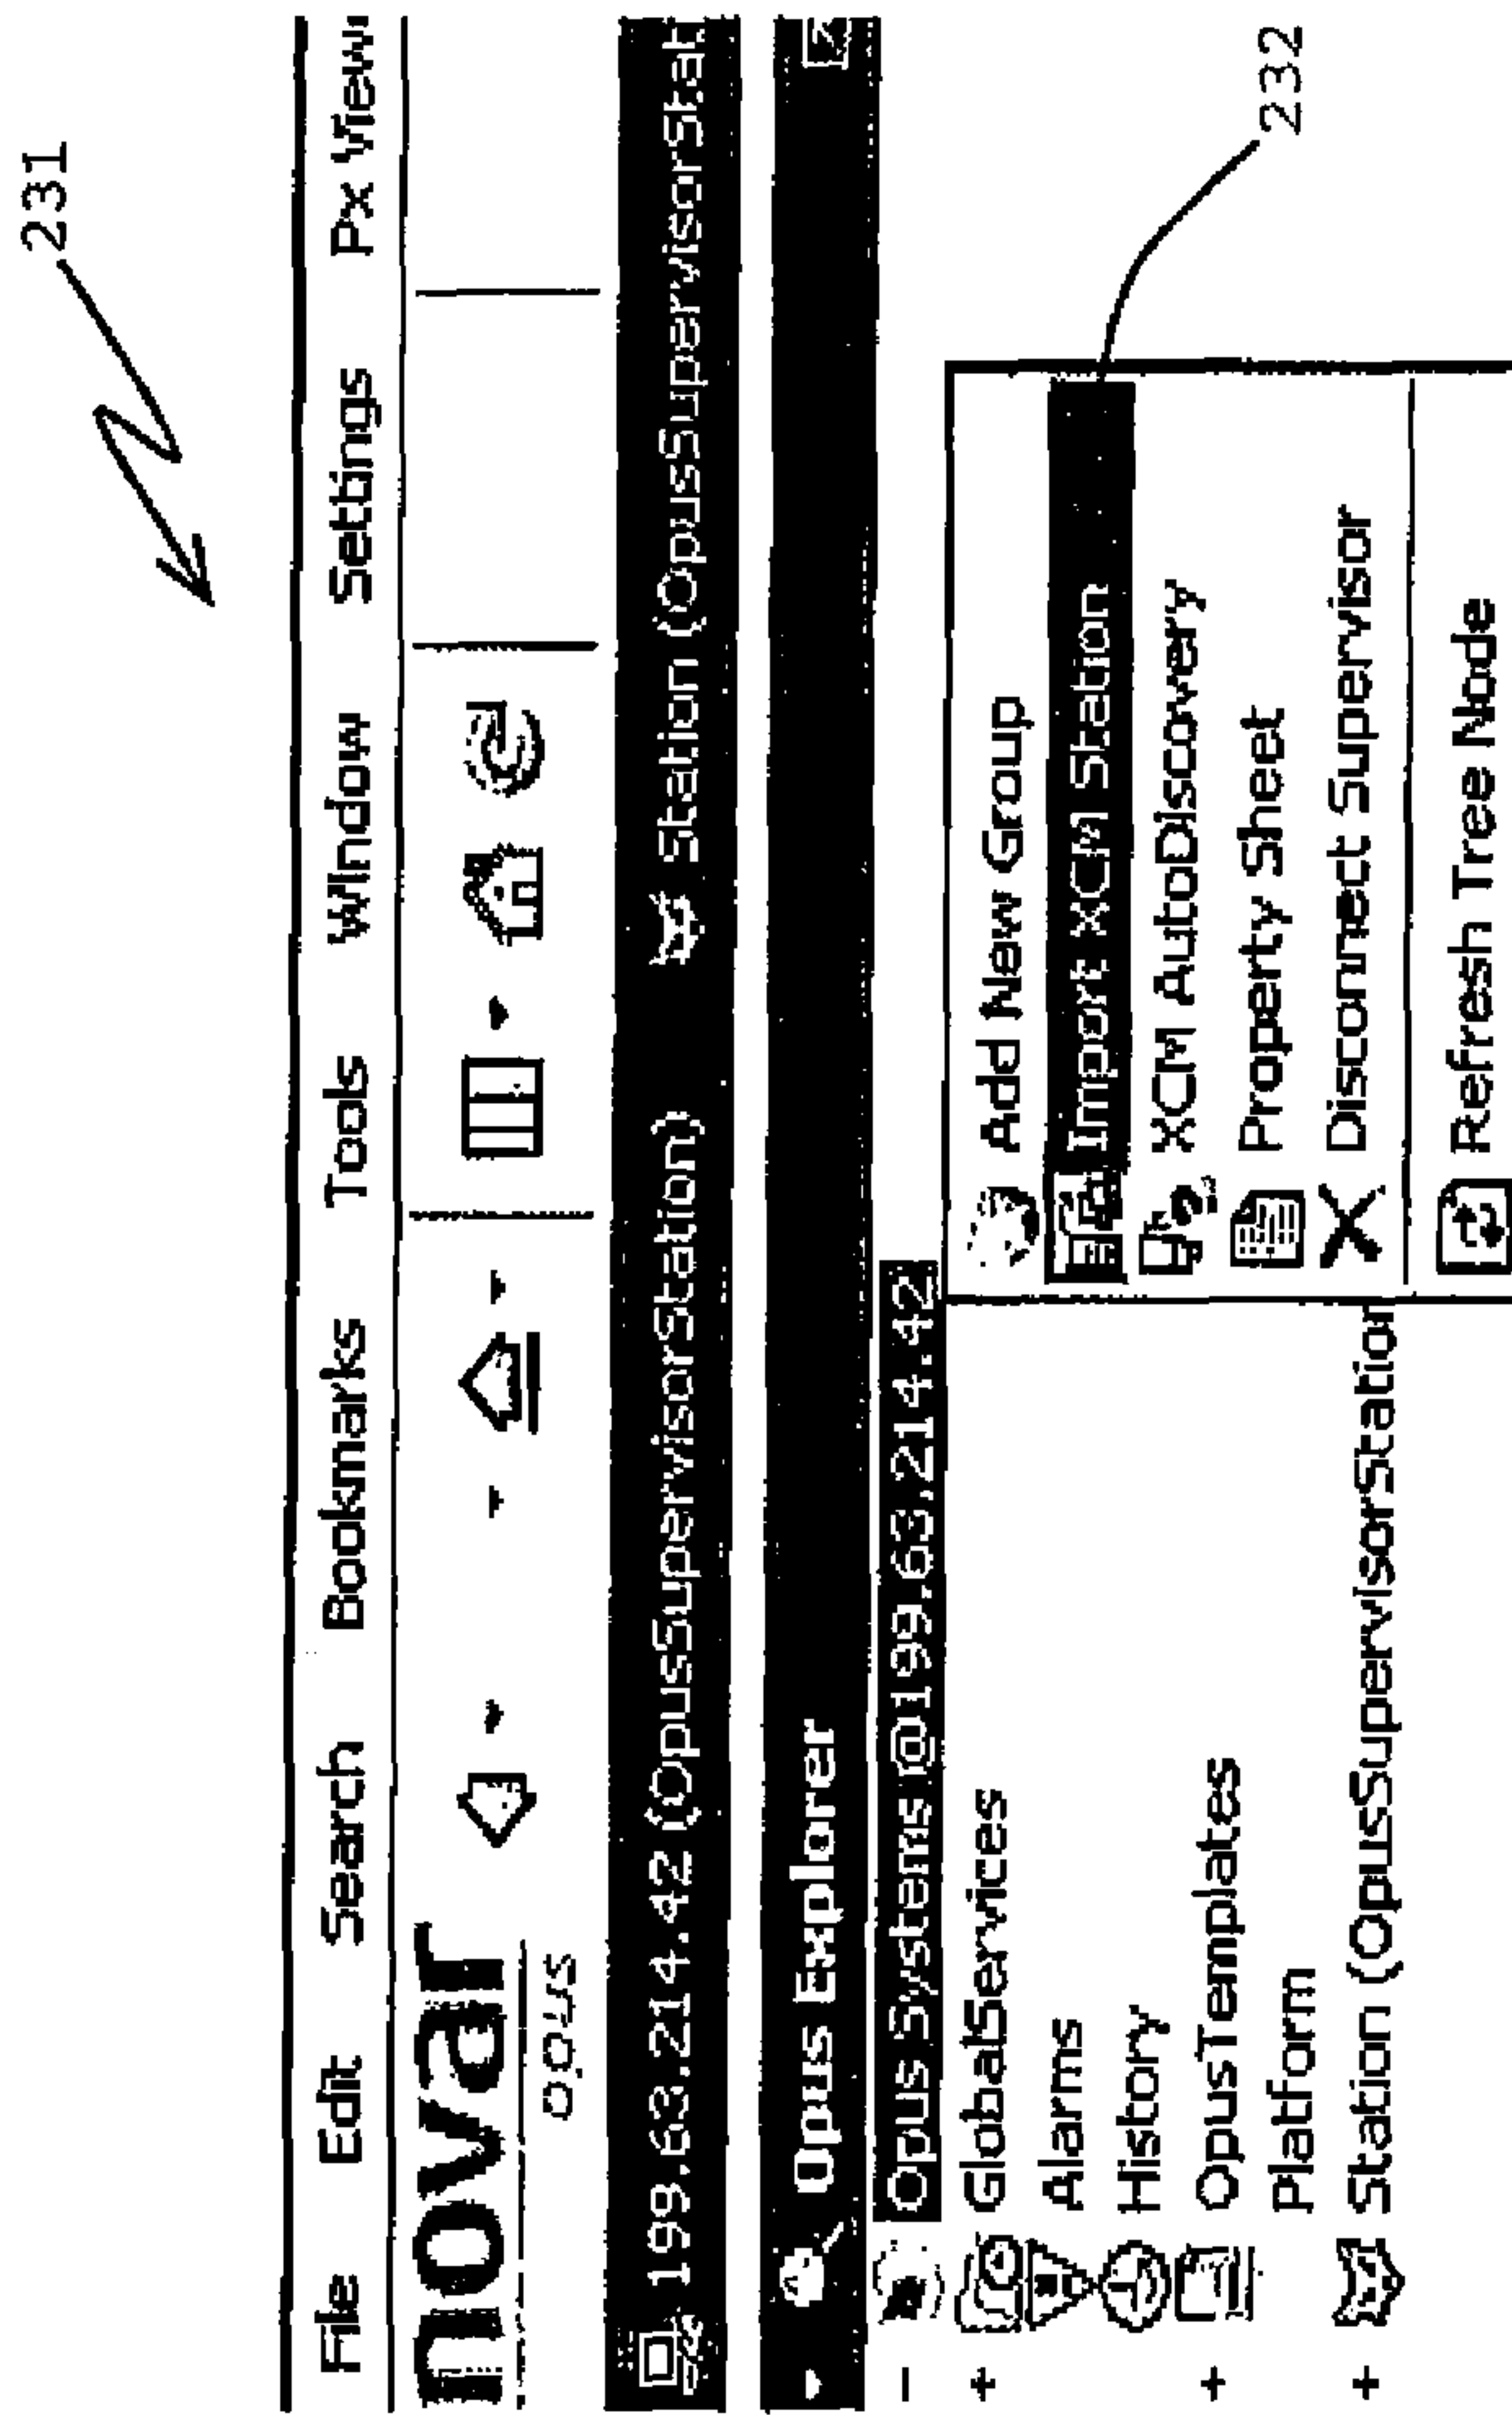 231
File Edit Search Bookmarks Tools Window Settings Px View
novar
opus
199.63.214.42 (OpusSupervisorStation) Station (OpusSupervisorStat
Opus Explorer
OpusSystems1@199.63.214.42
GlobalServices
Alarms
History
OpusTemplates
Platform
Station (OpusSupervisorStation
Add New Group
Import XCM Station
XCM AutoDiscovery
Property Sheet
Disconnect Supervisor
Refresh Tree Node
232